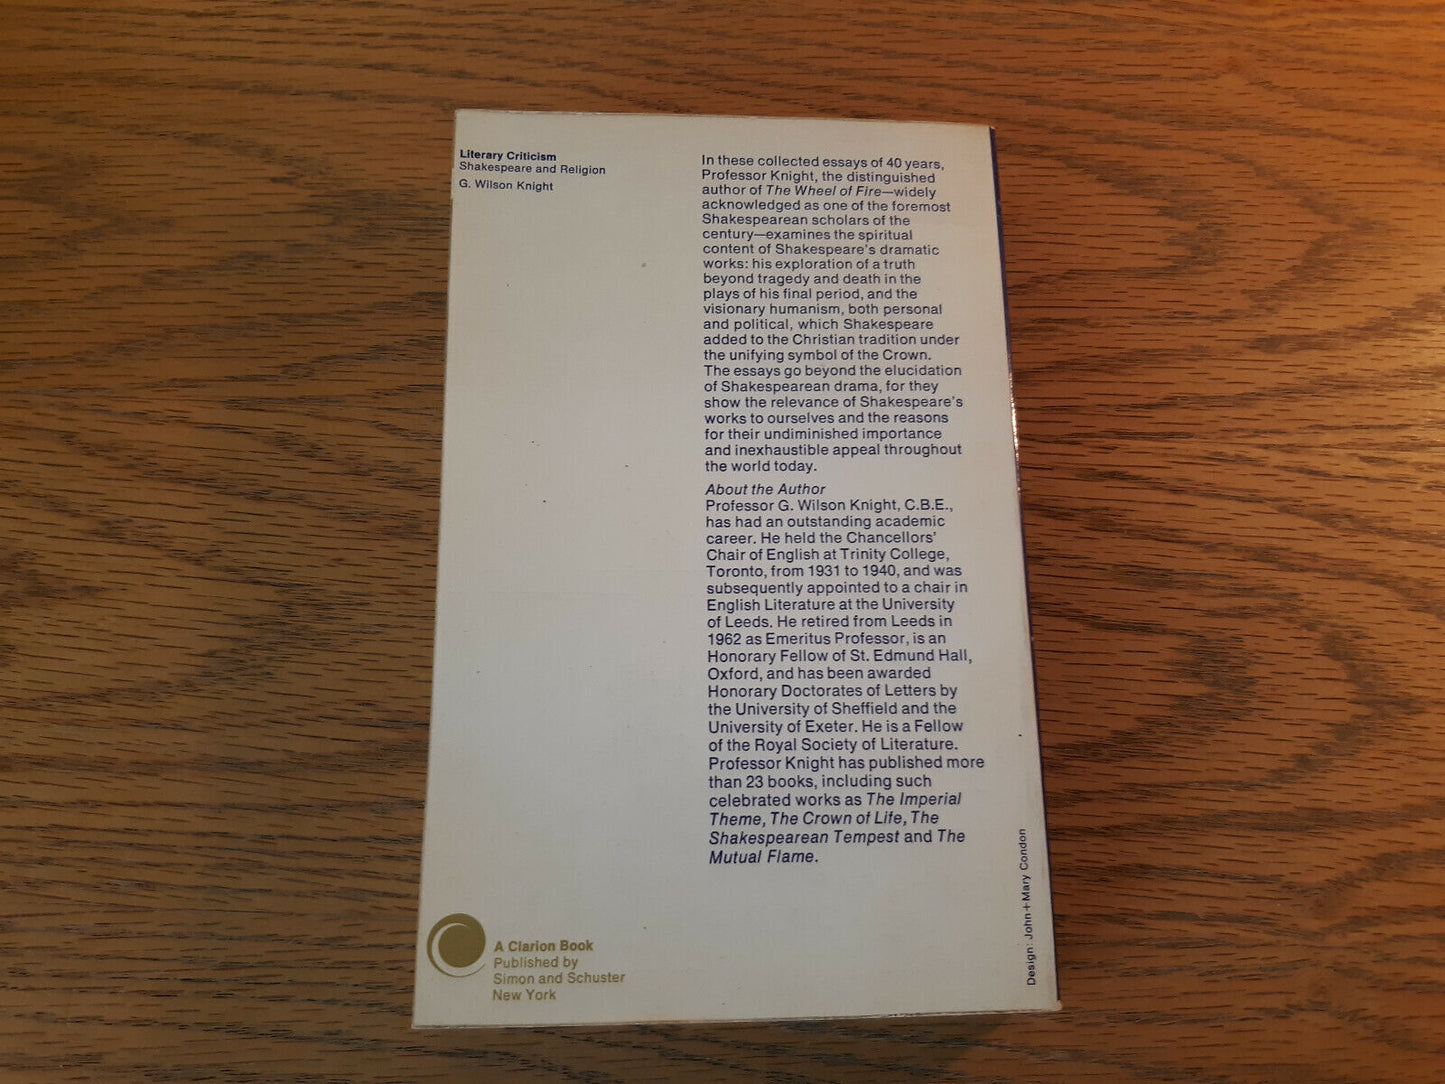 Literary Criticism
Shakespeare and Religion
G. Wilson Knight
In these collected essays of 40 years,
Professor Knight, the distinguished
author of The Wheel of Fire—widely
acknowledged as one of the foremost
Shakespearean scholars of the
century—examines the spiritual
content of Shakespeare's dramatic
works: his exploration of a truth
beyond tragedy and death in the
plays of his final period, and the
visionary humanism, both personal
and political, which Shakespeare
added to the Christian tradition under
the unifying symbol of the Crown.
The essays go beyond the elucidation
of Shakespearean drama, for they
show the relevance of Shakespeare's
works to ourselves and the reasons
for their undiminished importance
and inexhaustible appeal throughout
the world today.
About the Author
Professor G. Wilson Knight, C.B.E.,
has had an outstanding academic
career. He held the Chancellors'
Chair of English at Trinity College,
Toronto, from 1931 to 1940, and was
subsequently appointed to a chair in
English Literature at the University
of Leeds. He retired from Leeds in
1962 as Emeritus Professor, is an
Honorary Fellow of St. Edmund Hall,
Oxford, and has been awarded
Honorary Doctorates of Letters by
the University of Sheffield and the
University of Exeter. He is a Fellow
of the Royal Society of Literature.
Professor Knight has published more
than 23 books, including such
celebrated works as The Imperial
Theme, The Crown of Life, The
Shakespearean Tempest and The
Mutual Flame.
Design: John+Mary Condon
A Clarion Book
Published by
Simon and Schuster
New York